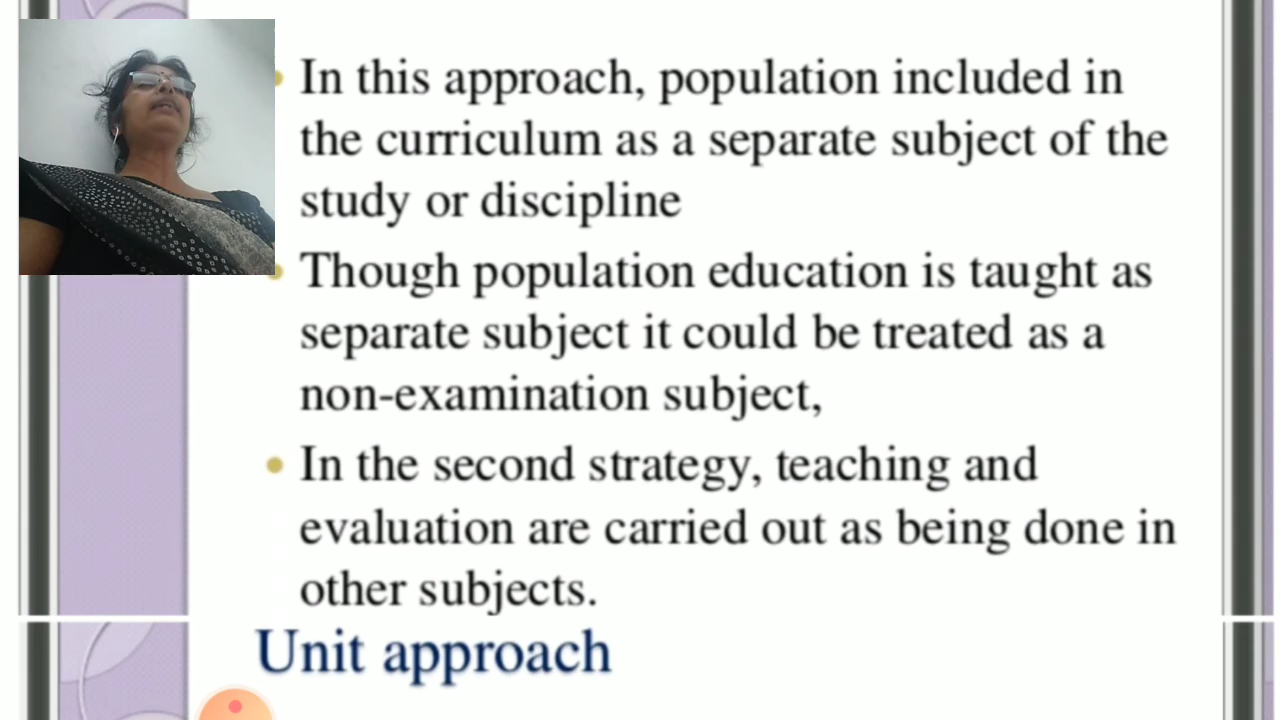 In this approach, population included in
the curriculum as a separate subject of the
study or discipline
Though population education is taught as
separate subject it could be treated as a
non-examination subject,
In the second strategy, teaching and
evaluation are carried out as being done in
other subjects.
Unit approach